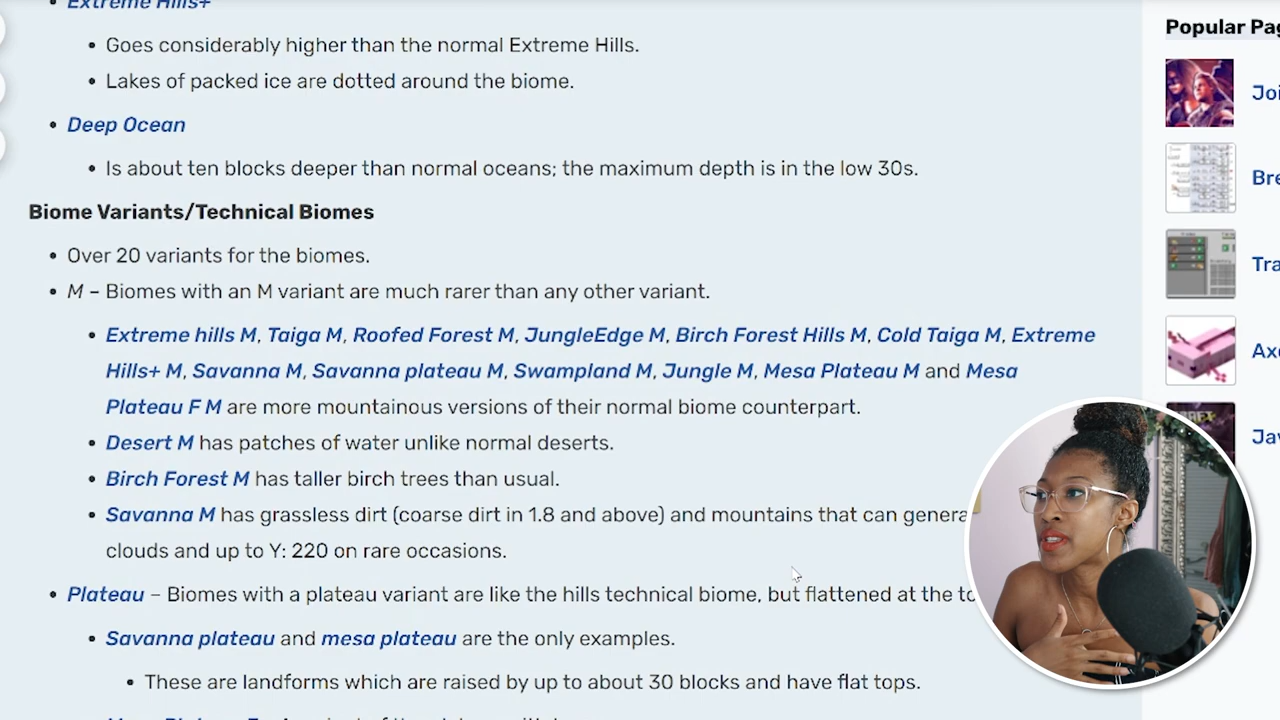 Extreme Hills+
Goes considerably higher than the normal Extreme Hills.
Lakes of packed ice are dotted around the biome.
Deep Ocean
Is about ten blocks deeper than normal oceans; the maximum depth is in the low 30s.
Biome Variants/Technical Biomes
Over 20 variants for the biomes.
M – Biomes with an M variant are much rarer than any other variant.
Extreme hills M, Taiga M, Roofed Forest M, JungleEdge M, Birch Forest Hills M, Cold Taiga M, Extreme
Hills+ M, Savanna M, Savanna plateau M, Swampland M, Jungle M, Mesa Plateau M and Mesa
Plateau F M are more mountainous versions of their normal biome counterpart.
Desert M has patches of water unlike normal deserts.
Birch Forest M has taller birch trees than usual.
Savanna M has grassless dirt (coarse dirt in 1.8 and above) and mountains that can genera
clouds and up to Y: 220 on rare occasions.
Plateau – Biomes with a plateau variant are like the hills technical biome, but flattened at the to
Savanna plateau and mesa plateau are the only examples.
These are landforms which are raised by up to about 30 blocks and have flat tops.
Popular Pag
Joi
Bre
Tra
Axo
Jav